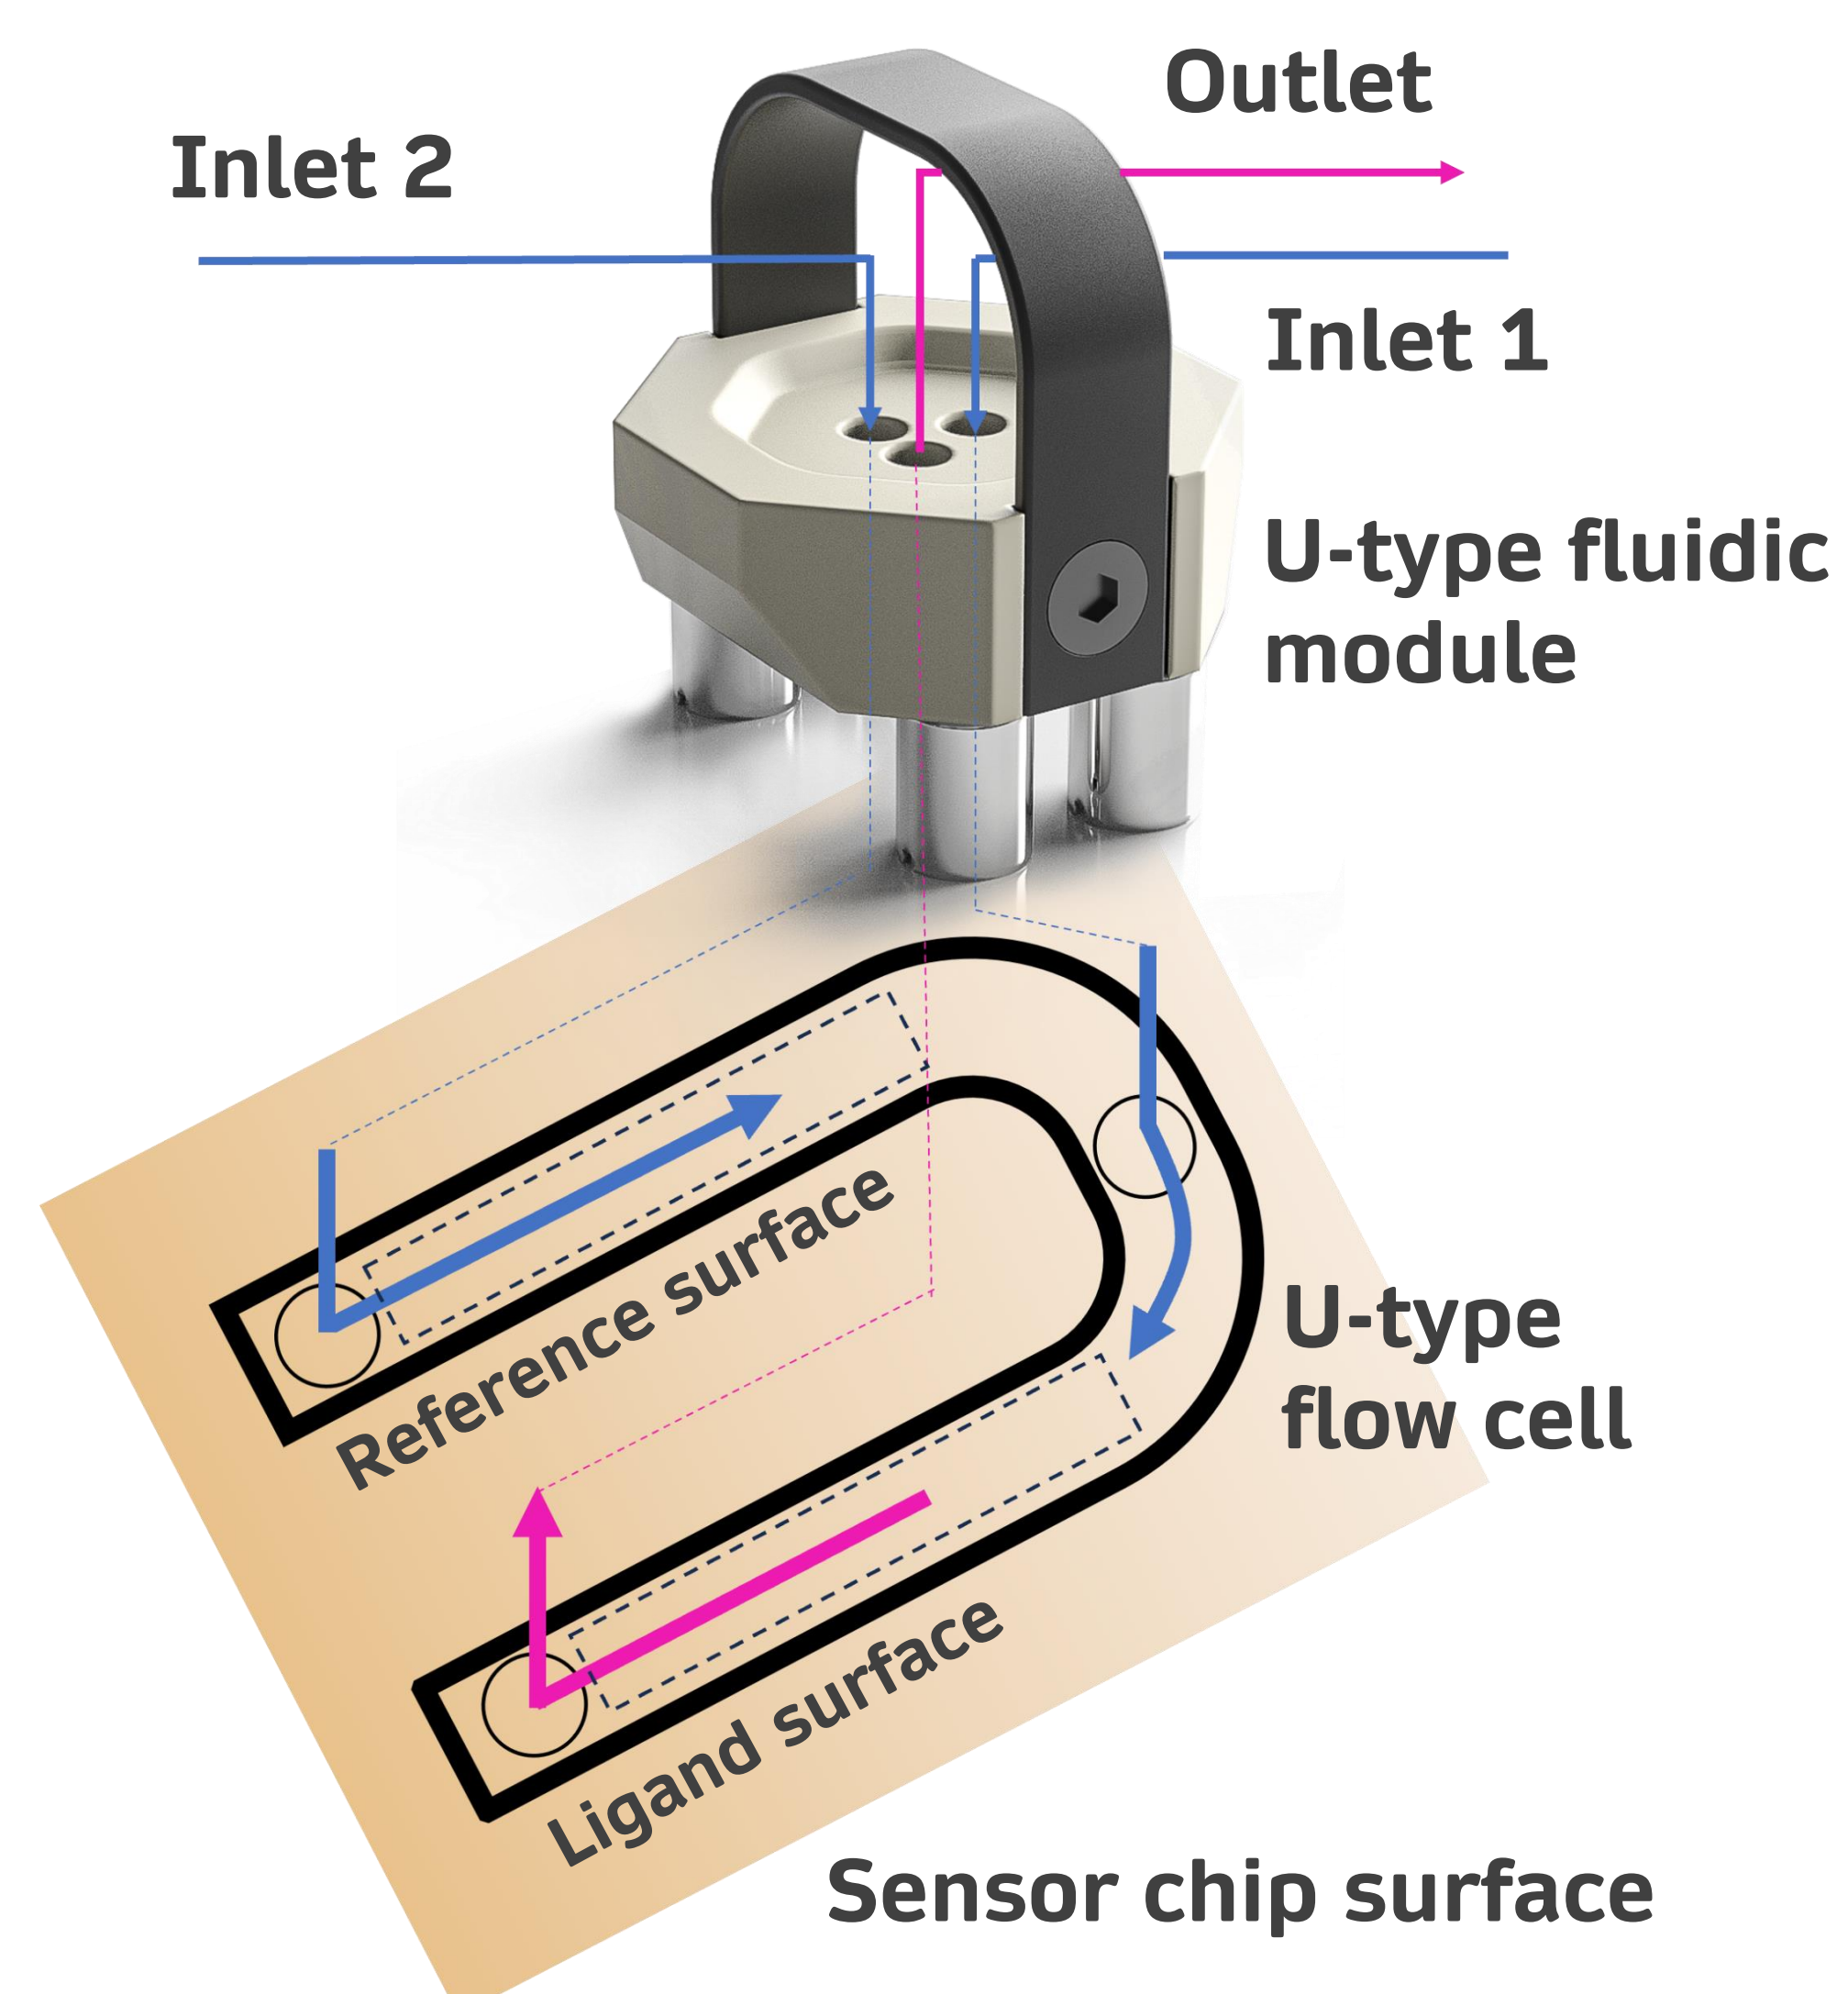 Outlet
Inlet 2
Inlet 1
U-type fluidic
module
Reference surface
U-type
flow cell
Ligand surface
Sensor chip surface